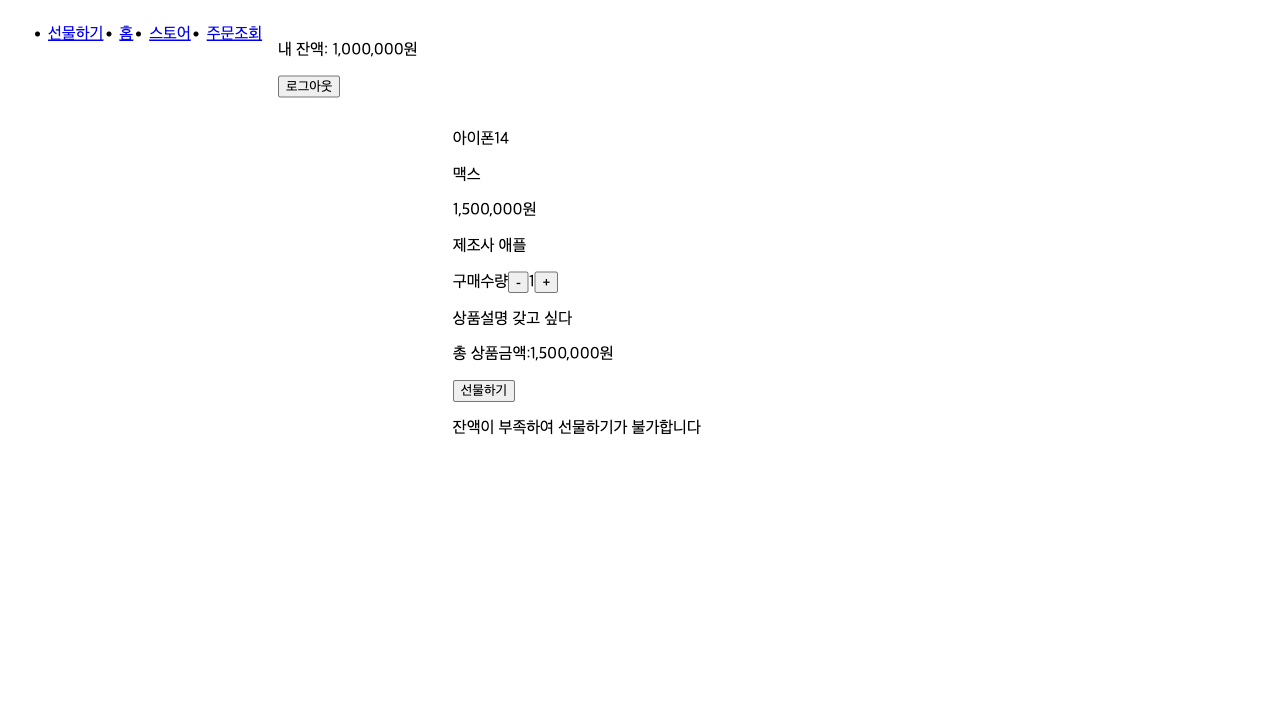 선물하기 홈 스토어 주문조회
내 잔액: 1,000,000원
로그아웃
아이폰14
맥스
1,500,000원
제조사 애플
구매수량 - 1 +
상품설명 갖고 싶다
총 상품금액:1,500,000원
선물하기
잔액이 부족하여 선물하기가 불가합니다